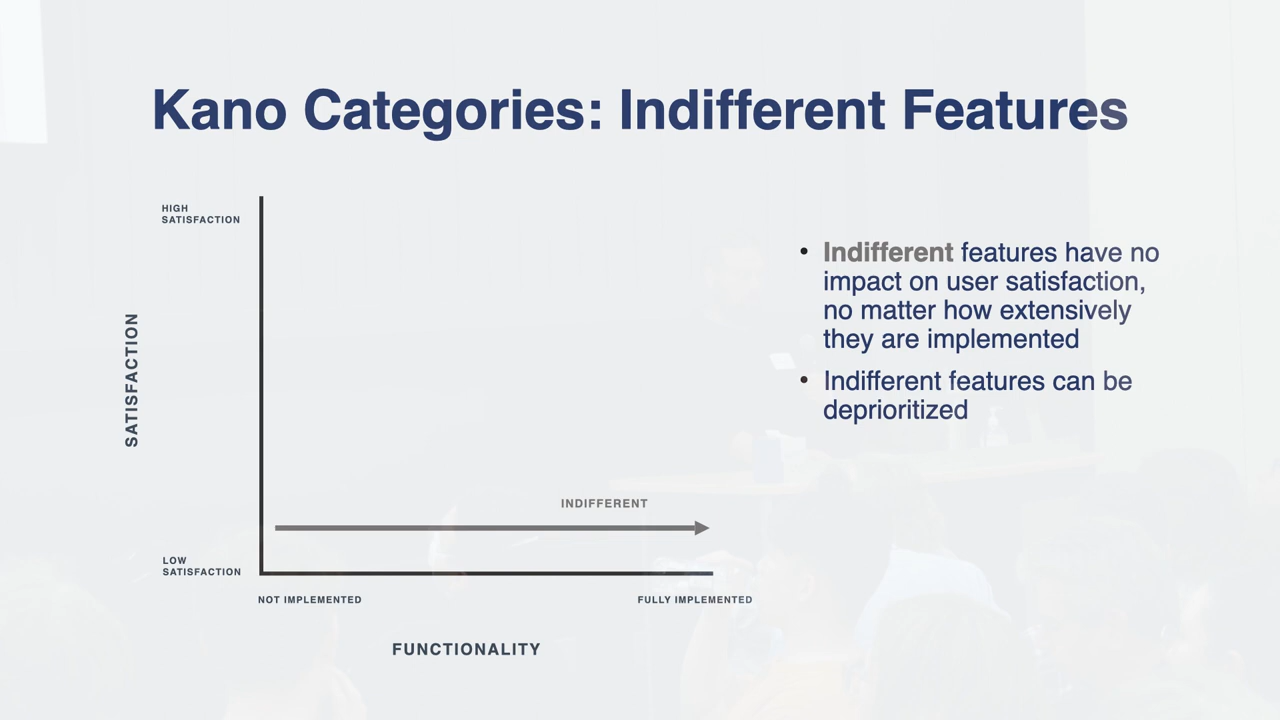 Kano Categories: Indifferent Features
HIGH
SATISFACTION
SATISFACTION
LOW
SATISFACTION
INDIFFERENT
NOT IMPLEMENTED
FULLY IMPLEMENTED
FUNCTIONALITY
• Indifferent features have no
impact on user satisfaction,
no matter how extensively
they are implemented
• Indifferent features can be
deprioritized